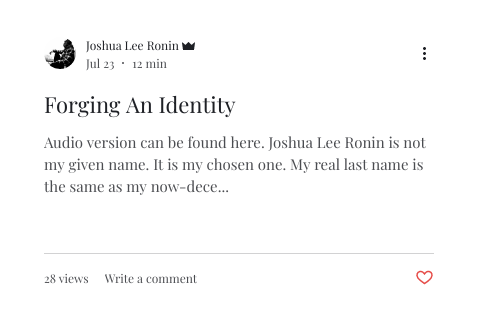 Joshua Lee Ronin
Jul 23 · 12 min
Forging An Identity
Audio version can be found here. Joshua Lee Ronin is not
my given name. It is my chosen one. My real last name is
the same as my now-dece...
28 views Write a comment